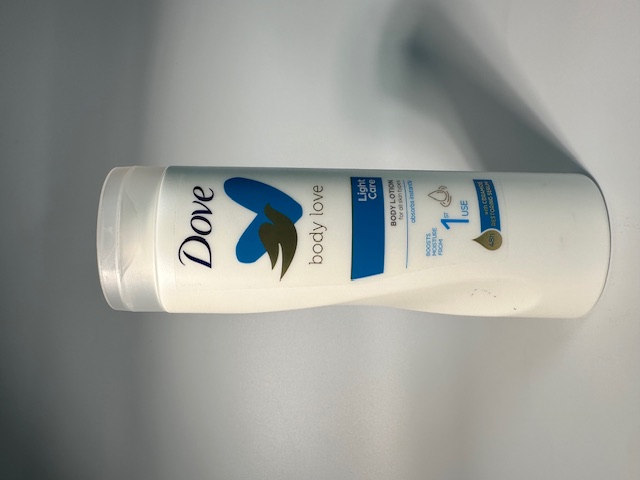 Dove
body love
Light
Care
BODY LOTION
for all skin types
absorbs instantly
BOOSTS
MOISTURE
FROM
1ST
USE
48h
with CERAMIDE
RESTORING SERUM